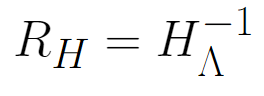 R_H = H_Λ^{-1}